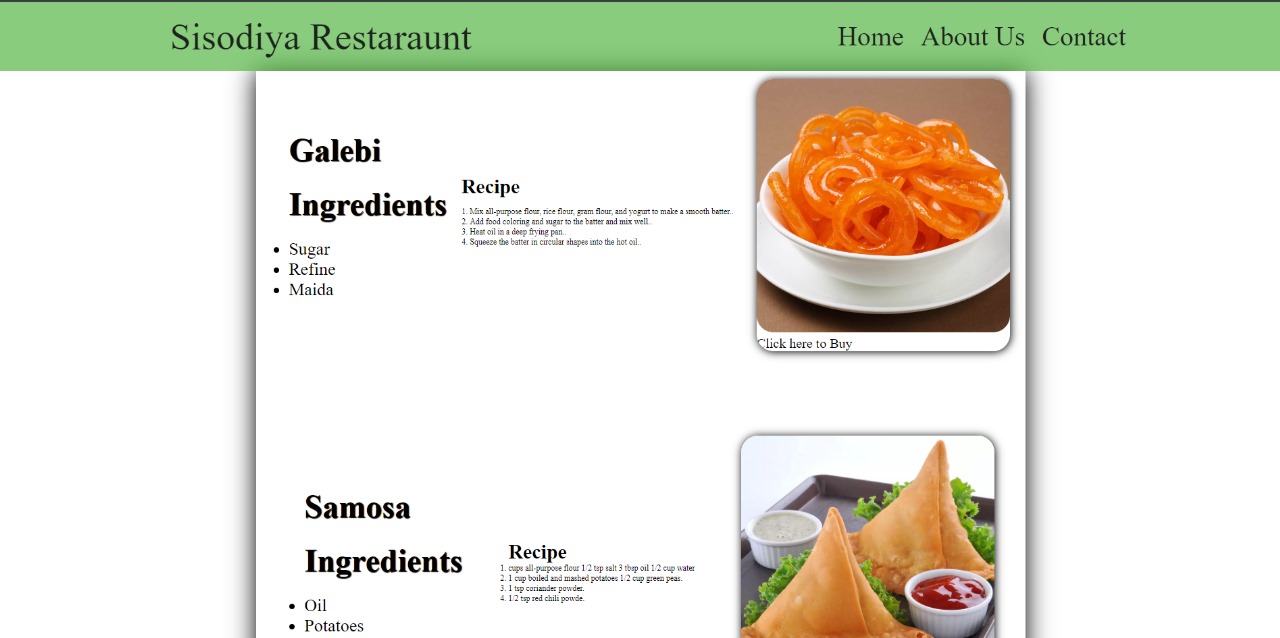 Sisodiya Restaraunt
Home About Us Contact
Galebi
Ingredients
Sugar
Refine
Maida
Recipe
1. Mix all-purpose flour, rice flour, gram flour, and yogurt to make a smooth batter..
2. Add food coloring and sugar to the batter and mix well..
3. Heat oil in a deep frying pan..
4. Squeeze the batter in circular shapes into the hot oil..
Click here to Buy
Samosa
Ingredients
Oil
Potatoes
Recipe
1. cups all-purpose flour 1/2 tsp salt 3 tbsp oil 1/2 cup water
2. 1 cup boiled and mashed potatoes 1/2 cup green peas.
3. 1 tsp coriander powder.
4. 1/2 tsp red chili powde.